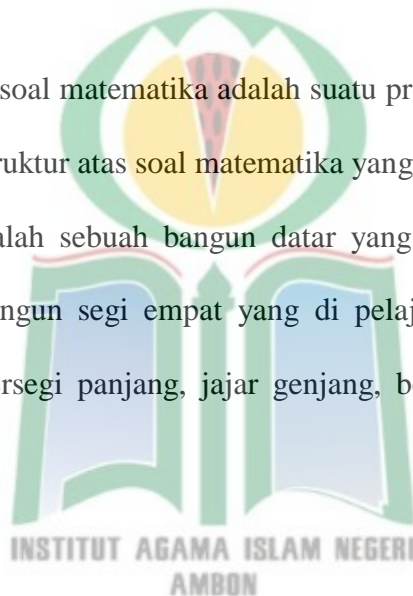 soal matematika adalah suatu pr
ruktur atas soal matematika yang
alah sebuah bangun datar yang
ngun segi empat yang di pelaj
ersegi panjang, jajar genjang, b
INSTITUT AGAMA ISLAM NEGERI
AMBON